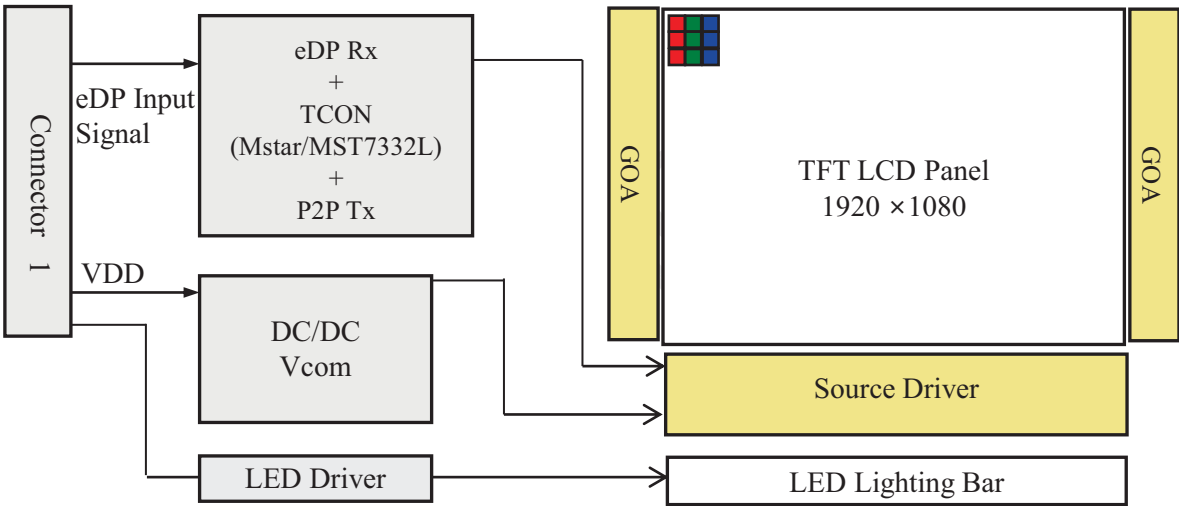 Connector 1
eDP Input
Signal
eDP Rx
+
TCON
(Mstar/MST7332L)
+
P2P Tx
VDD
DC/DC
Vcom
LED Driver
GOA
TFT LCD Panel
1920 ×1080
GOA
Source Driver
LED Lighting Bar